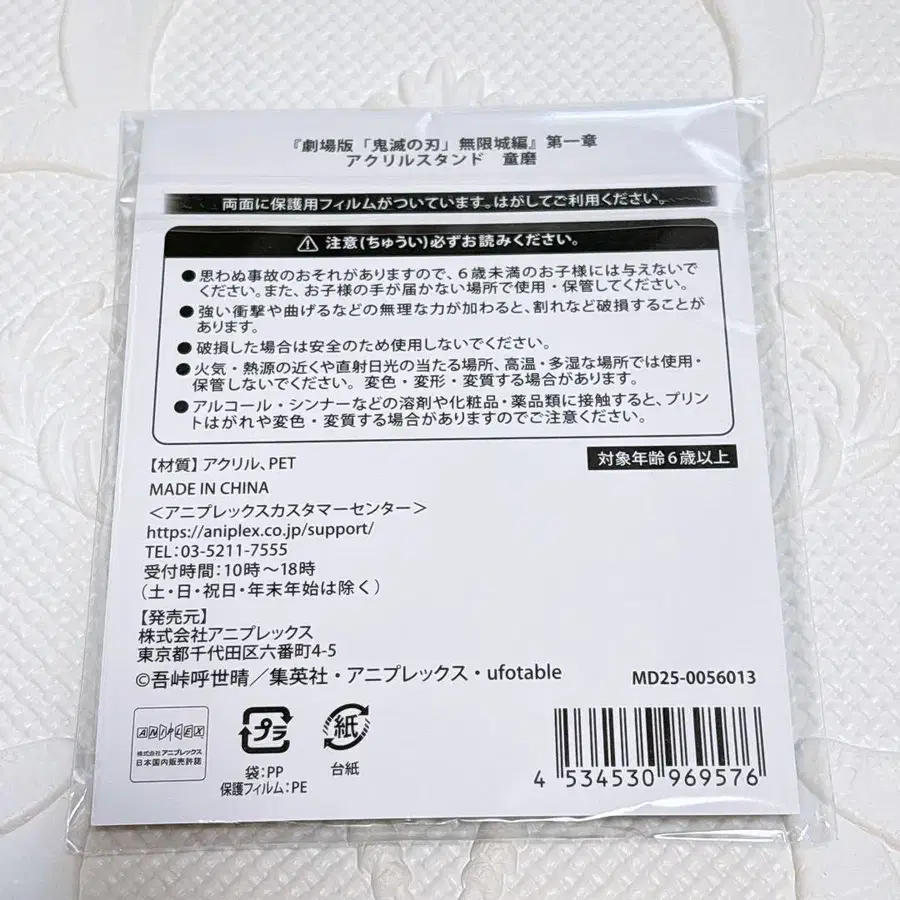 『劇場版「鬼滅の刃」無限城編』第一章
アクリルスタンド 童磨
両面に保護用フィルムがついています。はがしてご利用ください。
⚠ 注意(ちゅうい)必ずお読みください。
●思わぬ事故のおそれがありますので、６歳未満のお子様には与えないで
ください。また、お子様の手が届かない場所で使用・保管してください。
●強い衝撃や曲げるなどの無理な力が加わると、割れなど破損することが
あります。
●破損した場合は安全のため使用しないでください。
●火気・熱源の近くや直射日光の当たる場所、高温・多湿な場所では使用・
保管しないでください。変色・変形・変質する場合があります。
●アルコール・シンナーなどの溶剤や化粧品・薬品類に接触すると、プリン
トはがれや変色・変質する場合がありますのでご注意ください。
【材質】アクリル、PET
対象年齢６歳以上
MADE IN CHINA
＜アニプレックスカスタマーセンター＞
https://aniplex.co.jp/support/
TEL：03-5211-7555
受付時間：10時～18時
（土・日・祝日・年末年始は除く）
【発売元】
株式会社アニプレックス
東京都千代田区六番町4-5
©吾峠呼世晴／集英社・アニプレックス・ufotable
MD25-0056013
ANIPLEX
株式会社アニプレックス
日本国内販売許諾
プラ
袋：PP
保護フィルム：PE
紙
台紙
4 534530 969576